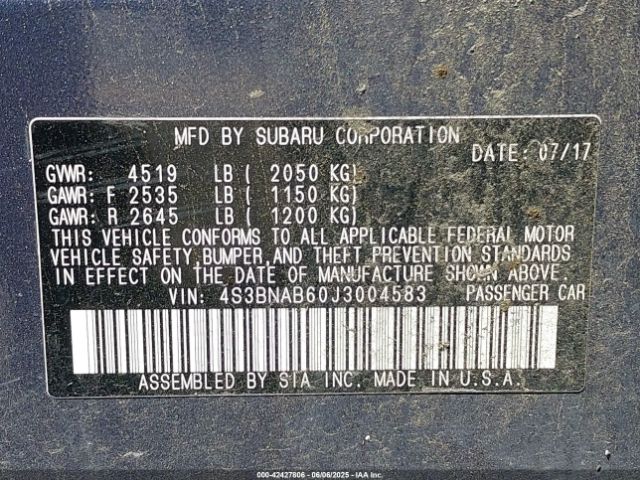 MFD BY SUBARU CORPORATION
DATE: 07/17
GVWR: 4519 LB ( 2050 KG)
GAWR: F 2535 LB ( 1150 KG)
GAWR: R 2645 LB ( 1200 KG)
THIS VEHICLE CONFORMS TO ALL APPLICABLE FEDERAL MOTOR
VEHICLE SAFETY, BUMPER, AND THEFT PREVENTION STANDARDS
IN EFFECT ON THE DATE OF MANUFACTURE SHOWN ABOVE.
VIN: 4S3BNAB60J3004583 PASSENGER CAR
ASSEMBLED BY SIA INC. MADE IN U.S.A.
000-42427806 - 06/06/2025 - IAA Inc.